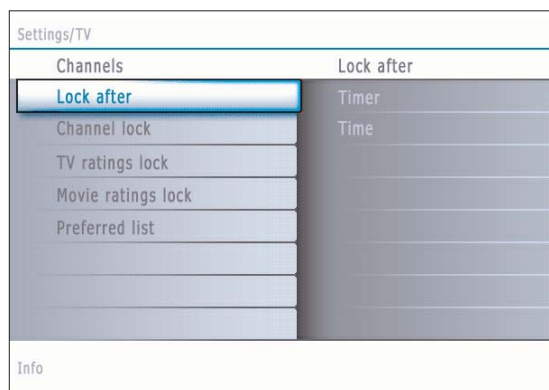 Settings/TV
Channels
Lock after
Lock after
Timer
Channel lock
Time
TV ratings lock
Movie ratings lock
Preferred list
Info